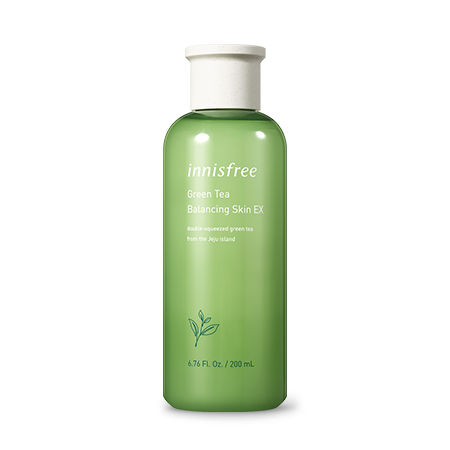 innisfree
Green Tea
Balancing Skin EX
double-squeezed green tea
from the Jeju island
6.76 Fl. Oz. / 200 mL